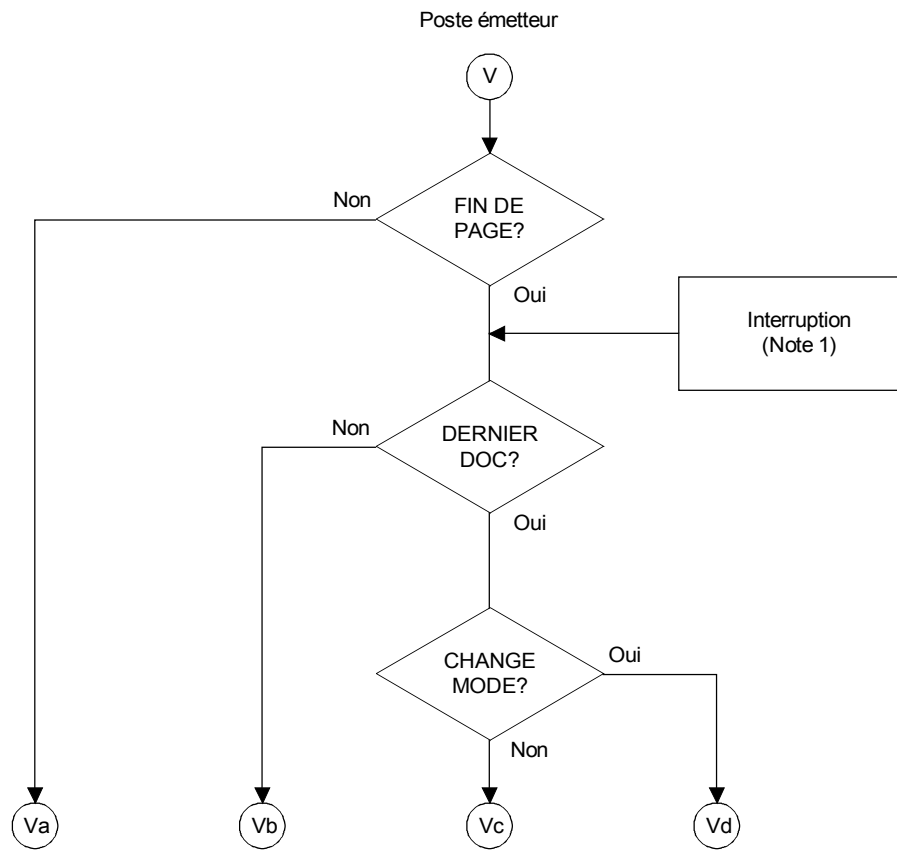 Poste émetteur
V
Non
FIN DE
PAGE?
Oui
Interruption
(Note 1)
Non
DERNIER
DOC?
Oui
CHANGE
MODE?
Oui
Non
Va
Vb
Vc
Vd